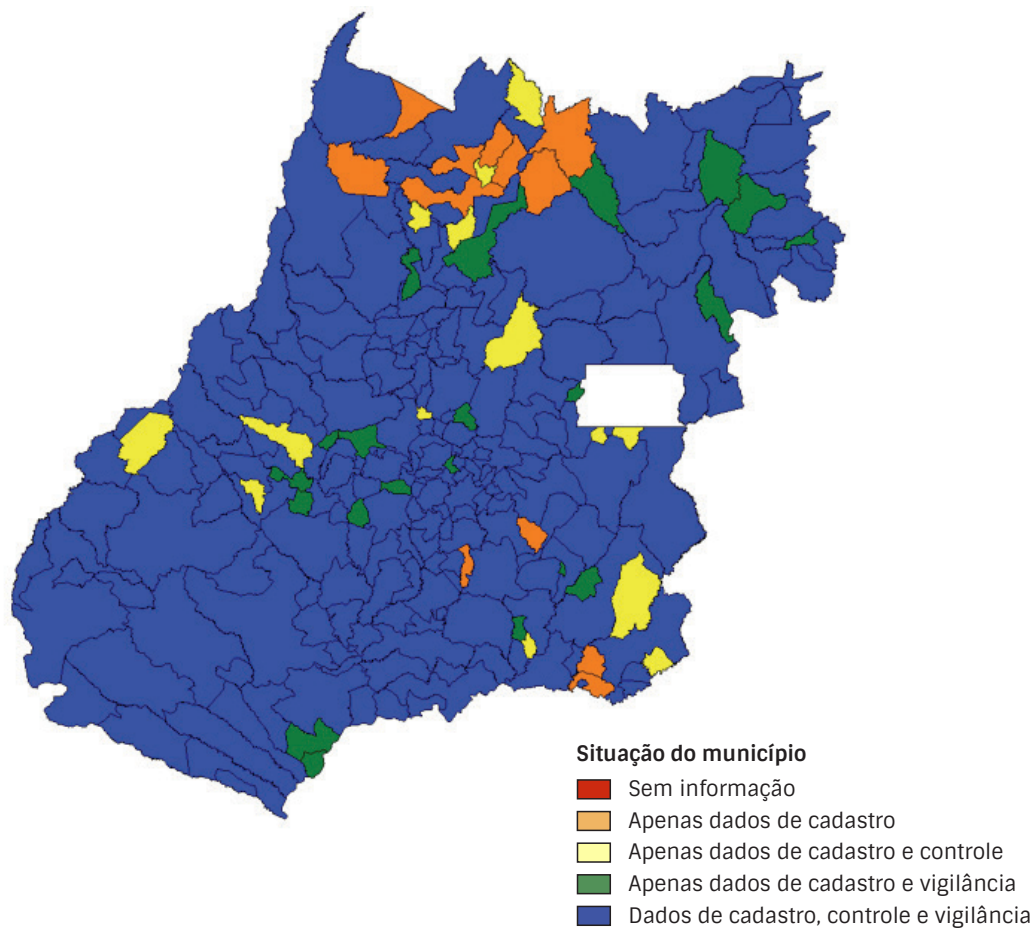 Situação do município
Sem informação
Apenas dados de cadastro
Apenas dados de cadastro e controle
Apenas dados de cadastro e vigilância
Dados de cadastro, controle e vigilância